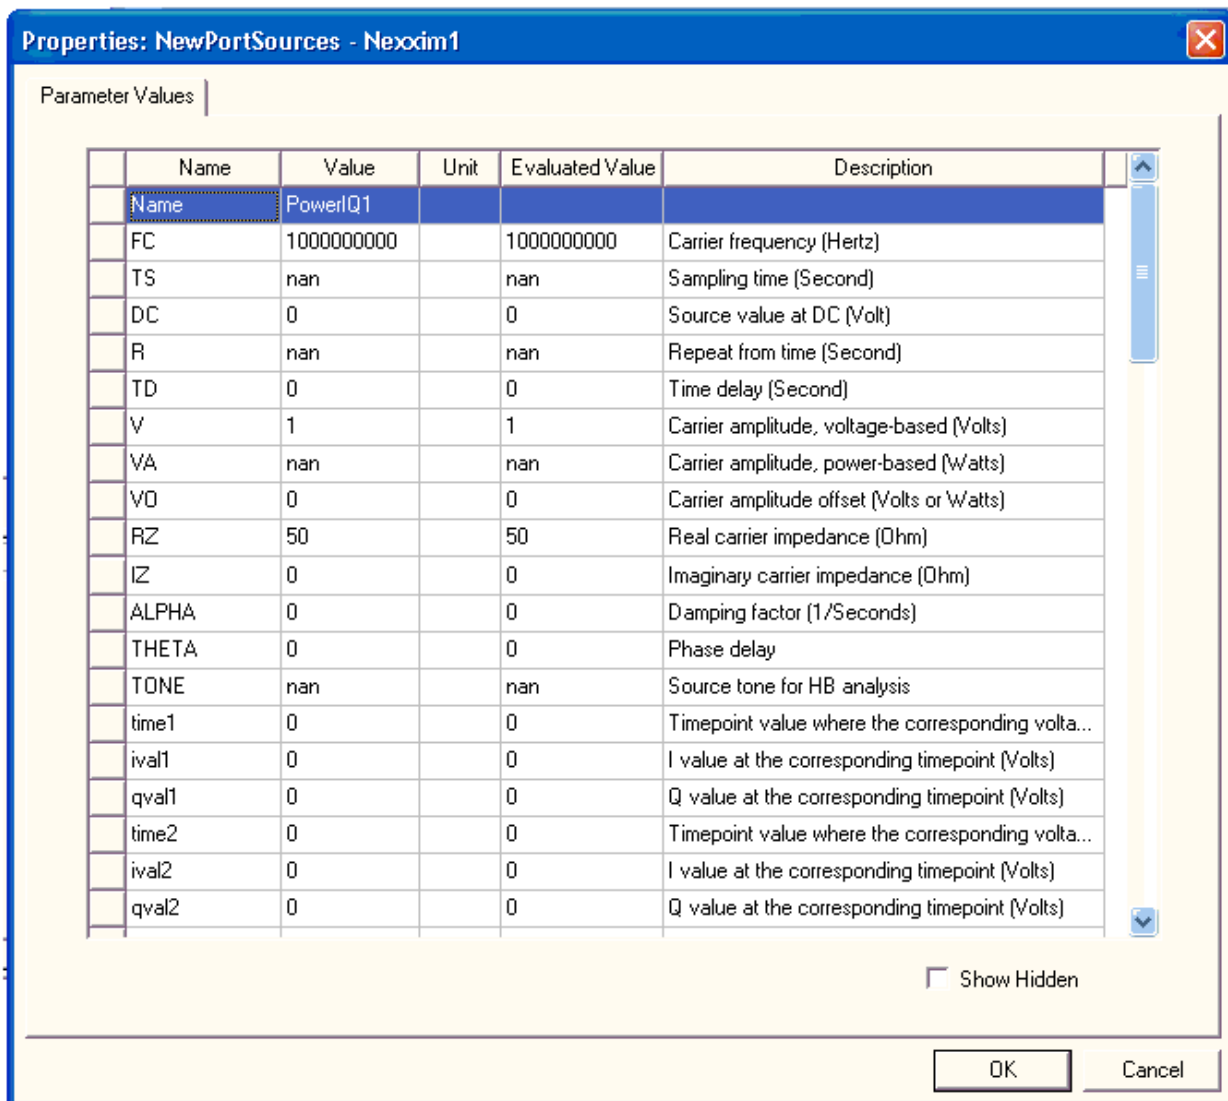 Properties: NewPortSources - Nexxim1
Parameter Values
Name Value Unit Evaluated Value Description
Name PowerIQ1
FC 1000000000 1000000000 Carrier frequency (Hertz)
TS nan nan Sampling time (Second)
DC 0 0 Source value at DC (Volt)
R nan nan Repeat from time (Second)
TD 0 0 Time delay (Second)
V 1 1 Carrier amplitude, voltage-based (Volts)
VA nan nan Carrier amplitude, power-based (Watts)
VO 0 0 Carrier amplitude offset (Volts or Watts)
RZ 50 50 Real carrier impedance (Ohm)
IZ 0 0 Imaginary carrier impedance (Ohm)
ALPHA 0 0 Damping factor (1/Seconds)
THETA 0 0 Phase delay
TONE nan nan Source tone for HB analysis
time1 0 0 Timepoint value where the corresponding volta...
ival1 0 0 I value at the corresponding timepoint (Volts)
qval1 0 0 Q value at the corresponding timepoint (Volts)
time2 0 0 Timepoint value where the corresponding volta...
ival2 0 0 I value at the corresponding timepoint (Volts)
qval2 0 0 Q value at the corresponding timepoint (Volts)
Show Hidden
OK Cancel